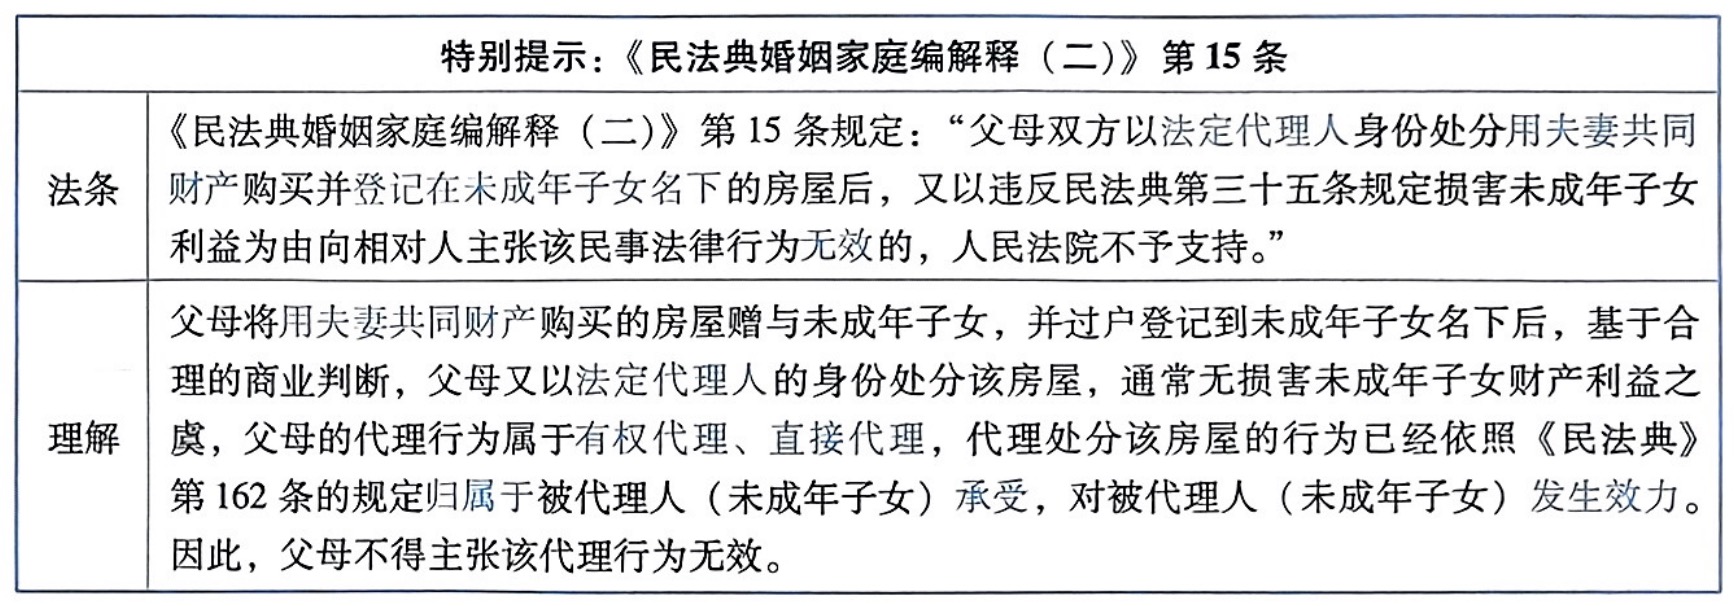 特别提示：《民法典婚姻家庭编解释（二）》第15条
《民法典婚姻家庭编解释（二）》第15条规定：“父母双方以法定代理人身份处分用夫妻共同
法条
财产购买并登记在未成年子女名下的房屋后，又以违反民法典第三十五条规定损害未成年子女
利益为由向相对人主张该民事法律行为无效的，人民法院不予支持。”
父母将用夫妻共同财产购买的房屋赠与未成年子女，并过户登记到未成年子女名下后，基于合
理的商业判断，父母又以法定代理人的身份处分该房屋，通常无损害未成年子女财产利益之
理解
虞，父母的代理行为属于有权代理、直接代理，代理处分该房屋的行为已经依照《民法典》
第162条的规定归属于被代理人（未成年子女）承受，对被代理人（未成年子女）发生效力。
因此，父母不得主张该代理行为无效。